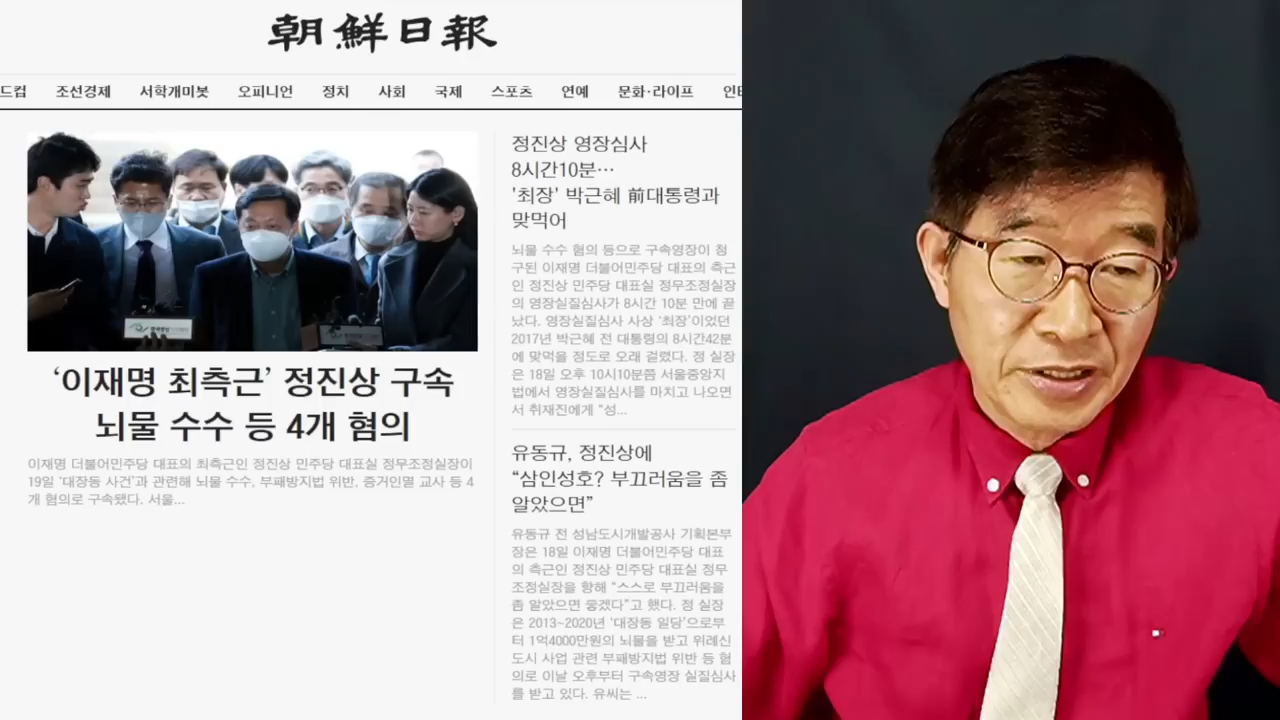 朝鮮日報
드컵 조선경제 서학개미봇 오피니언 정치 사회 국제 스포츠 연예 문화·라이프
‘이재명 최측근’ 정진상 구속
뇌물 수수 등 4개 혐의
이재명 더불어민주당 대표의 최측근인 정진상 민주당 대표실 정무조정실장이
19일 ‘대장동 사건’과 관련해 뇌물 수수, 부패방지법 위반, 증거인멸 교사 등 4
개 혐의로 구속됐다. 서울...
정진상 영장심사
8시간10분…
'최장' 박근혜 前대통령과
맞먹어
뇌물 수수 혐의 등으로 구속영장이 청
구된 이재명 더불어민주당 대표의 측근
인 정진상 민주당 대표실 정무조정실장
의 영장실질심사가 8시간 10분 만에 끝
났다. 영장실질심사 사상 ‘최장’이었던
2017년 박근혜 전 대통령의 8시간42분
에 맞먹을 정도로 오래 걸렸다. 정 실장
은 18일 오후 10시10분쯤 서울중앙지
법에서 영장실질심사를 마치고 나오면
서 취재진에게 “성...
유동규, 정진상에
“삼인성호? 부끄러움을 좀
알았으면”
유동규 전 성남도시개발공사 기획본부
장은 18일 이재명 더불어민주당 대표
의 측근인 정진상 민주당 대표실 정무
조정실장을 향해 “스스로 부끄러움을
좀 알았으면 좋겠다”고 했다. 정 실장
은 2013~2020년 ‘대장동 일당’으로부
터 1억4000만원의 뇌물을 받고 위례신
도시 사업 관련 부패방지법 위반 등 혐
의로 이날 오후부터 구속영장 실질심사
를 받고 있다. 유씨는 ...